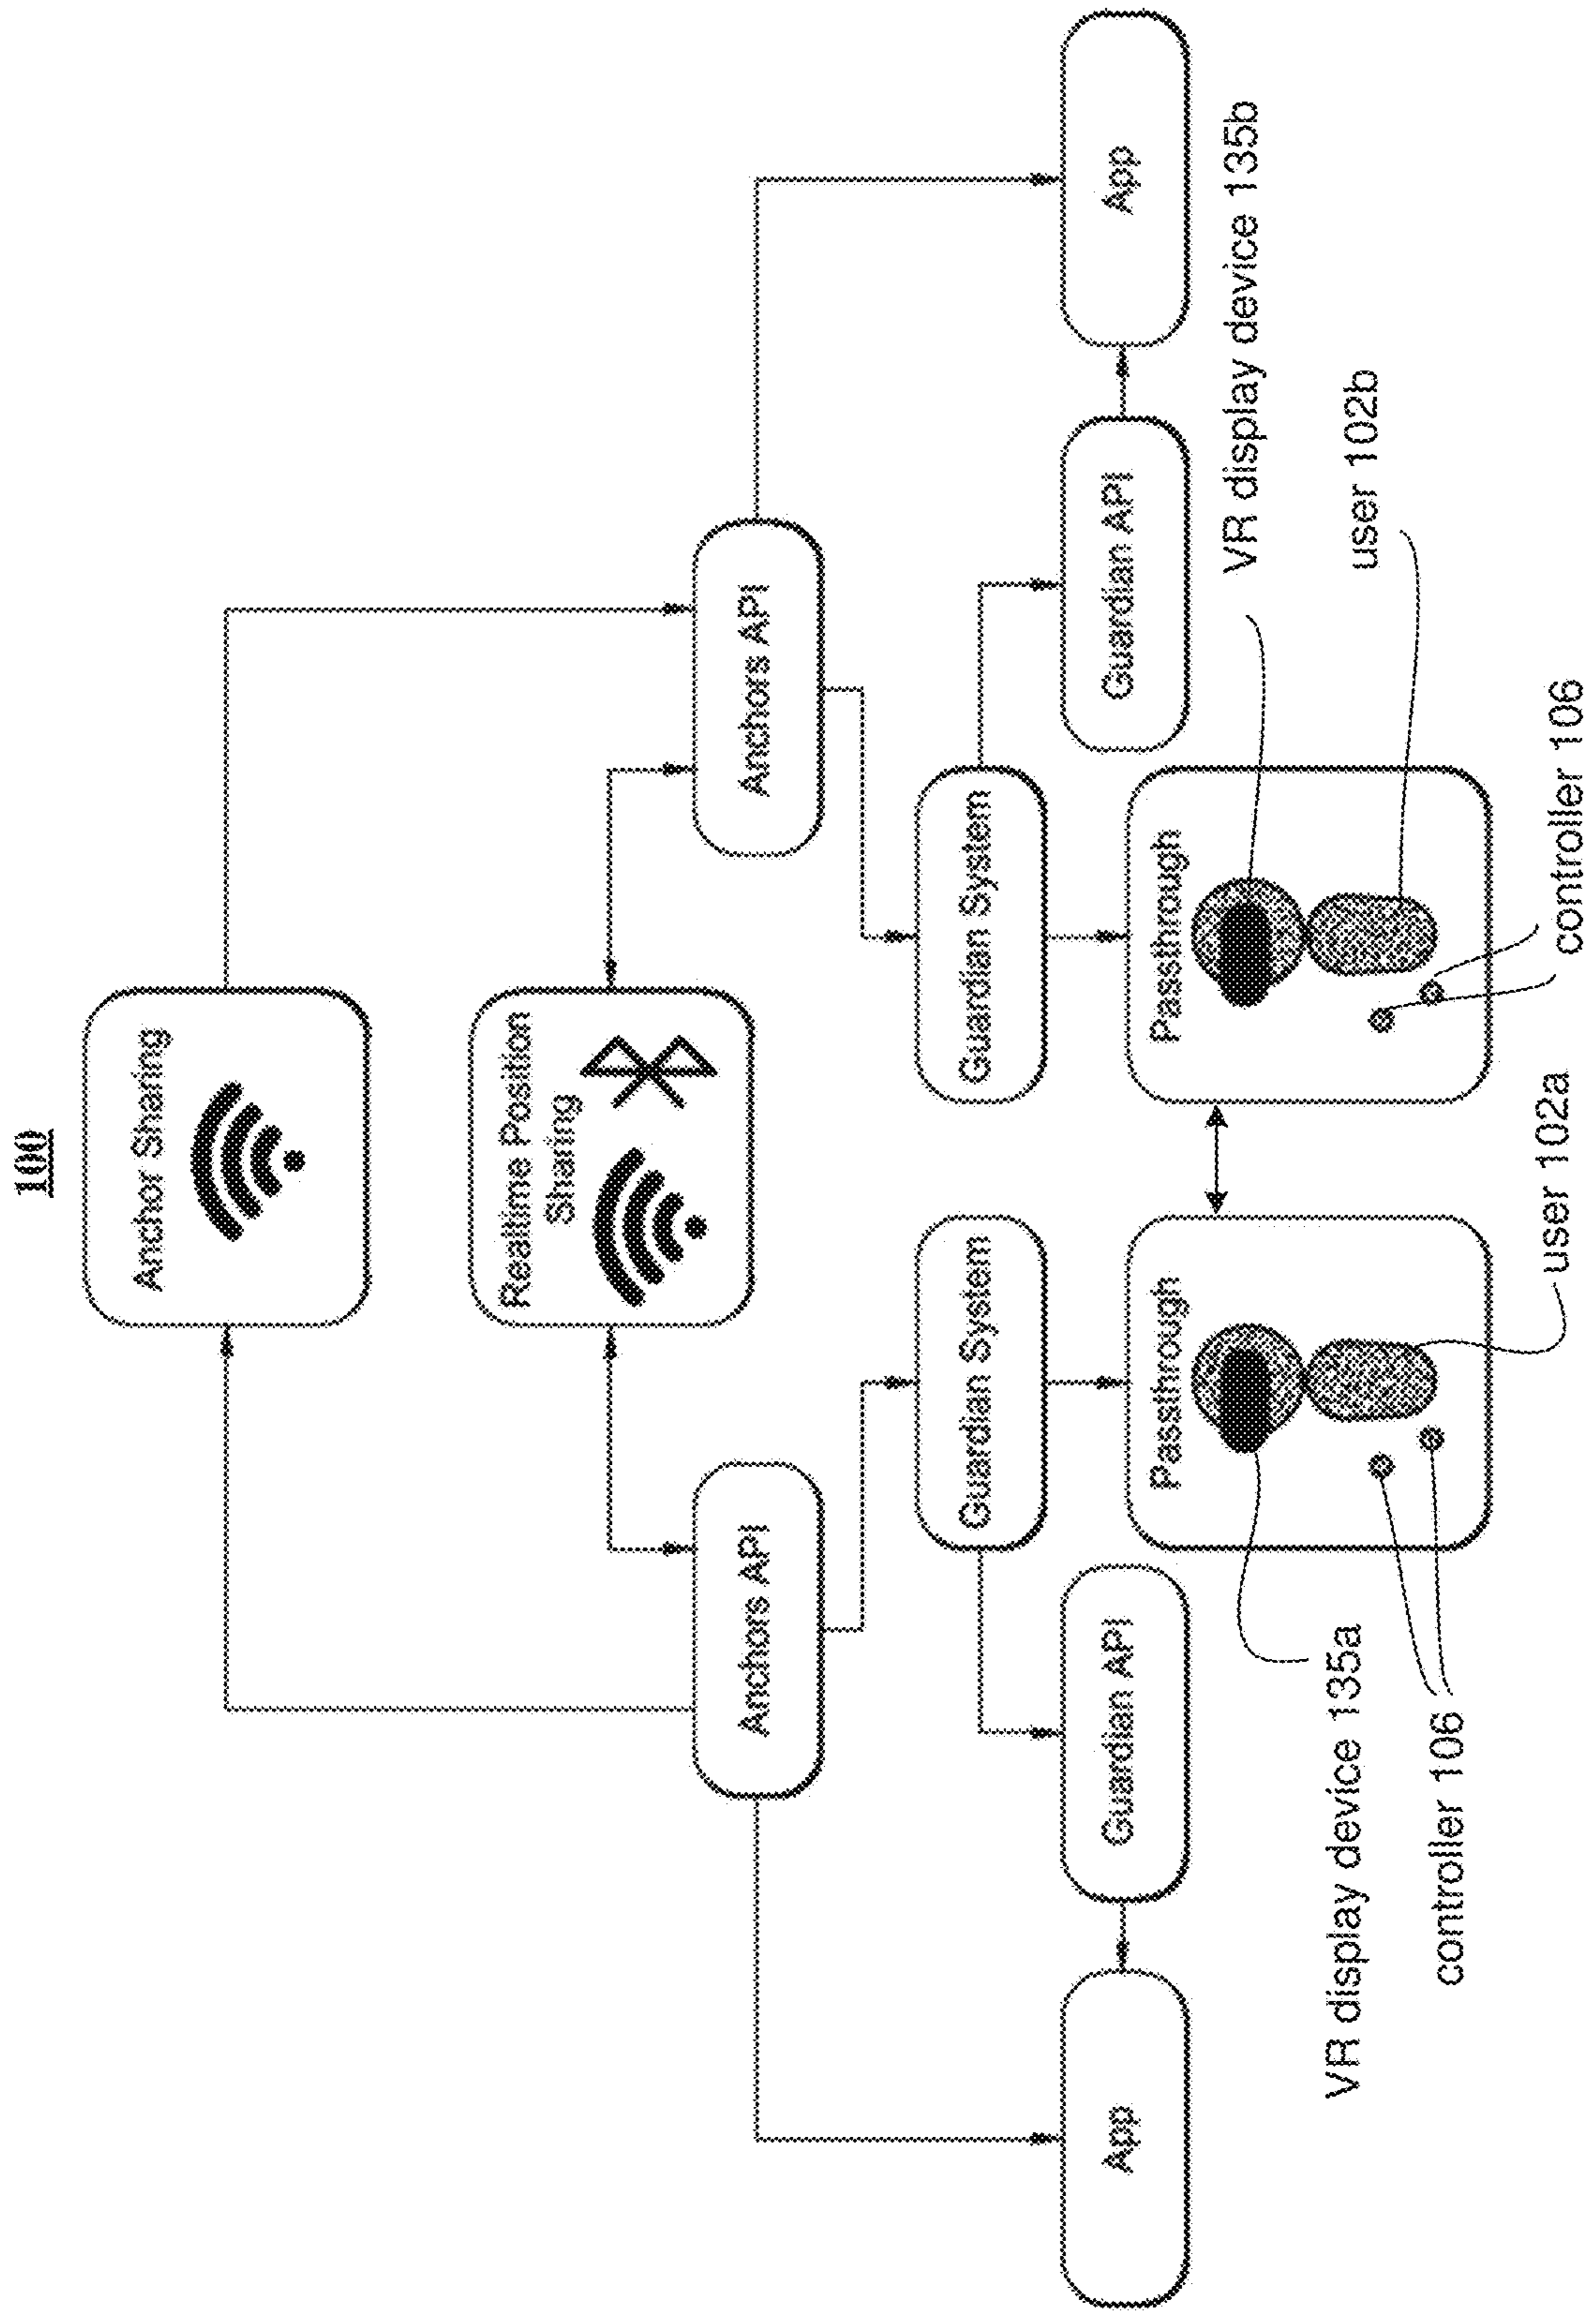 100
Anchor Sharing
Realtime Position
Sharing
Anchors API
Anchors API
Guardian System
Guardian System
App
Guardian API
Passthrough
Passthrough
Guardian API
App
VR display device 135a
controller 106
user 102a
controller 106
user 102b
VR display device 135b